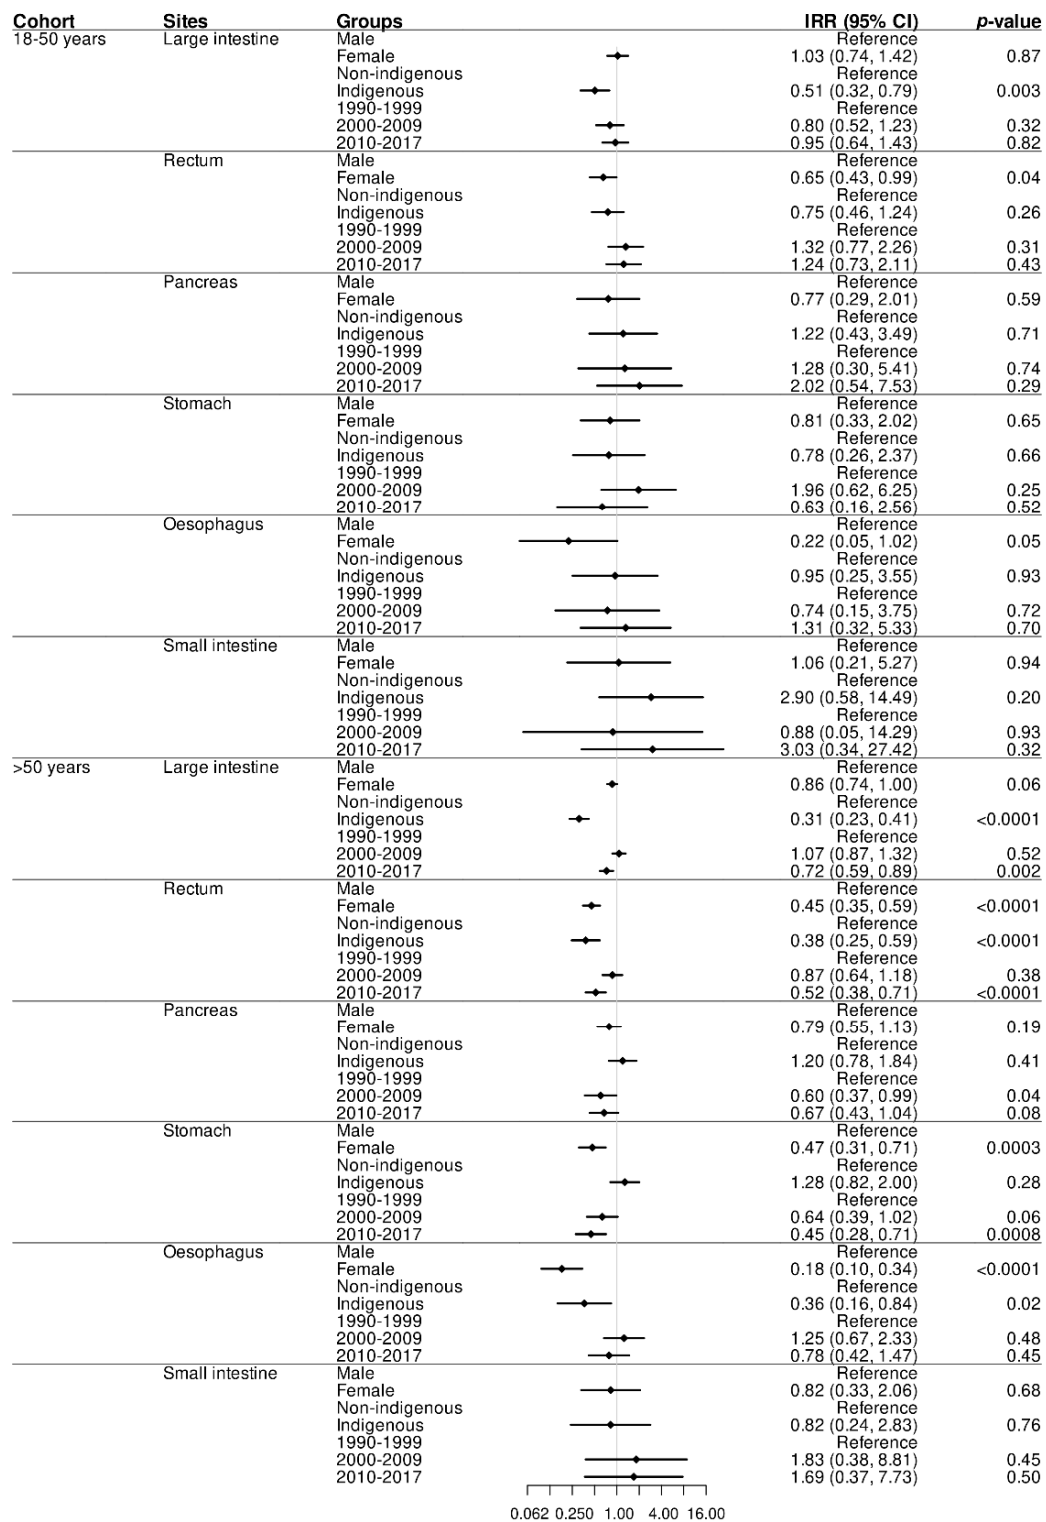 Cohort Sites Groups IRR (95% CI) p-value
18-50 years Large intestine Male Reference
Female 1.03 (0.74, 1.42) 0.87
Non-indigenous Reference
Indigenous 0.51 (0.32, 0.79) 0.003
1990-1999 Reference
2000-2009 0.80 (0.52, 1.23) 0.32
2010-2017 0.95 (0.64, 1.43) 0.82
Rectum Male Reference
Female 0.65 (0.43, 0.99) 0.04
Non-indigenous Reference
Indigenous 0.75 (0.46, 1.24) 0.26
1990-1999 Reference
2000-2009 1.32 (0.77, 2.26) 0.31
2010-2017 1.24 (0.73, 2.11) 0.43
Pancreas Male Reference
Female 0.77 (0.29, 2.01) 0.59
Non-indigenous Reference
Indigenous 1.22 (0.43, 3.49) 0.71
1990-1999 Reference
2000-2009 1.28 (0.30, 5.41) 0.74
2010-2017 2.02 (0.54, 7.53) 0.29
Stomach Male Reference
Female 0.81 (0.33, 2.02) 0.65
Non-indigenous Reference
Indigenous 0.78 (0.26, 2.37) 0.66
1990-1999 Reference
2000-2009 1.96 (0.62, 6.25) 0.25
2010-2017 0.63 (0.16, 2.56) 0.52
Oesophagus Male Reference
Female 0.22 (0.05, 1.02) 0.05
Non-indigenous Reference
Indigenous 0.95 (0.25, 3.55) 0.93
1990-1999 Reference
2000-2009 0.74 (0.15, 3.75) 0.72
2010-2017 1.31 (0.32, 5.33) 0.70
Small intestine Male Reference
Female 1.06 (0.21, 5.27) 0.94
Non-indigenous Reference
Indigenous 2.90 (0.58, 14.49) 0.20
1990-1999 Reference
2000-2009 0.88 (0.05, 14.29) 0.93
2010-2017 3.03 (0.34, 27.42) 0.32
>50 years Large intestine Male Reference
Female 0.86 (0.74, 1.00) 0.06
Non-indigenous Reference
Indigenous 0.31 (0.23, 0.41) <0.0001
1990-1999 Reference
2000-2009 1.07 (0.87, 1.32) 0.52
2010-2017 0.72 (0.59, 0.89) 0.002
Rectum Male Reference
Female 0.45 (0.35, 0.59) <0.0001
Non-indigenous Reference
Indigenous 0.38 (0.25, 0.59) <0.0001
1990-1999 Reference
2000-2009 0.87 (0.64, 1.18) 0.38
2010-2017 0.52 (0.38, 0.71) <0.0001
Pancreas Male Reference
Female 0.79 (0.55, 1.13) 0.19
Non-indigenous Reference
Indigenous 1.20 (0.78, 1.84) 0.41
1990-1999 Reference
2000-2009 0.60 (0.37, 0.99) 0.04
2010-2017 0.67 (0.43, 1.04) 0.08
Stomach Male Reference
Female 0.47 (0.31, 0.71) 0.0003
Non-indigenous Reference
Indigenous 1.28 (0.82, 2.00) 0.28
1990-1999 Reference
2000-2009 0.64 (0.39, 1.02) 0.06
2010-2017 0.45 (0.28, 0.71) 0.0008
Oesophagus Male Reference
Female 0.18 (0.10, 0.34) <0.0001
Non-indigenous Reference
Indigenous 0.36 (0.16, 0.84) 0.02
1990-1999 Reference
2000-2009 1.25 (0.67, 2.33) 0.48
2010-2017 0.78 (0.42, 1.47) 0.45
Small intestine Male Reference
Female 0.82 (0.33, 2.06) 0.68
Non-indigenous Reference
Indigenous 0.82 (0.24, 2.83) 0.76
1990-1999 Reference
2000-2009 1.83 (0.38, 8.81) 0.45
2010-2017 1.69 (0.37, 7.73) 0.50
0.062 0.250 1.00 4.00 16.00